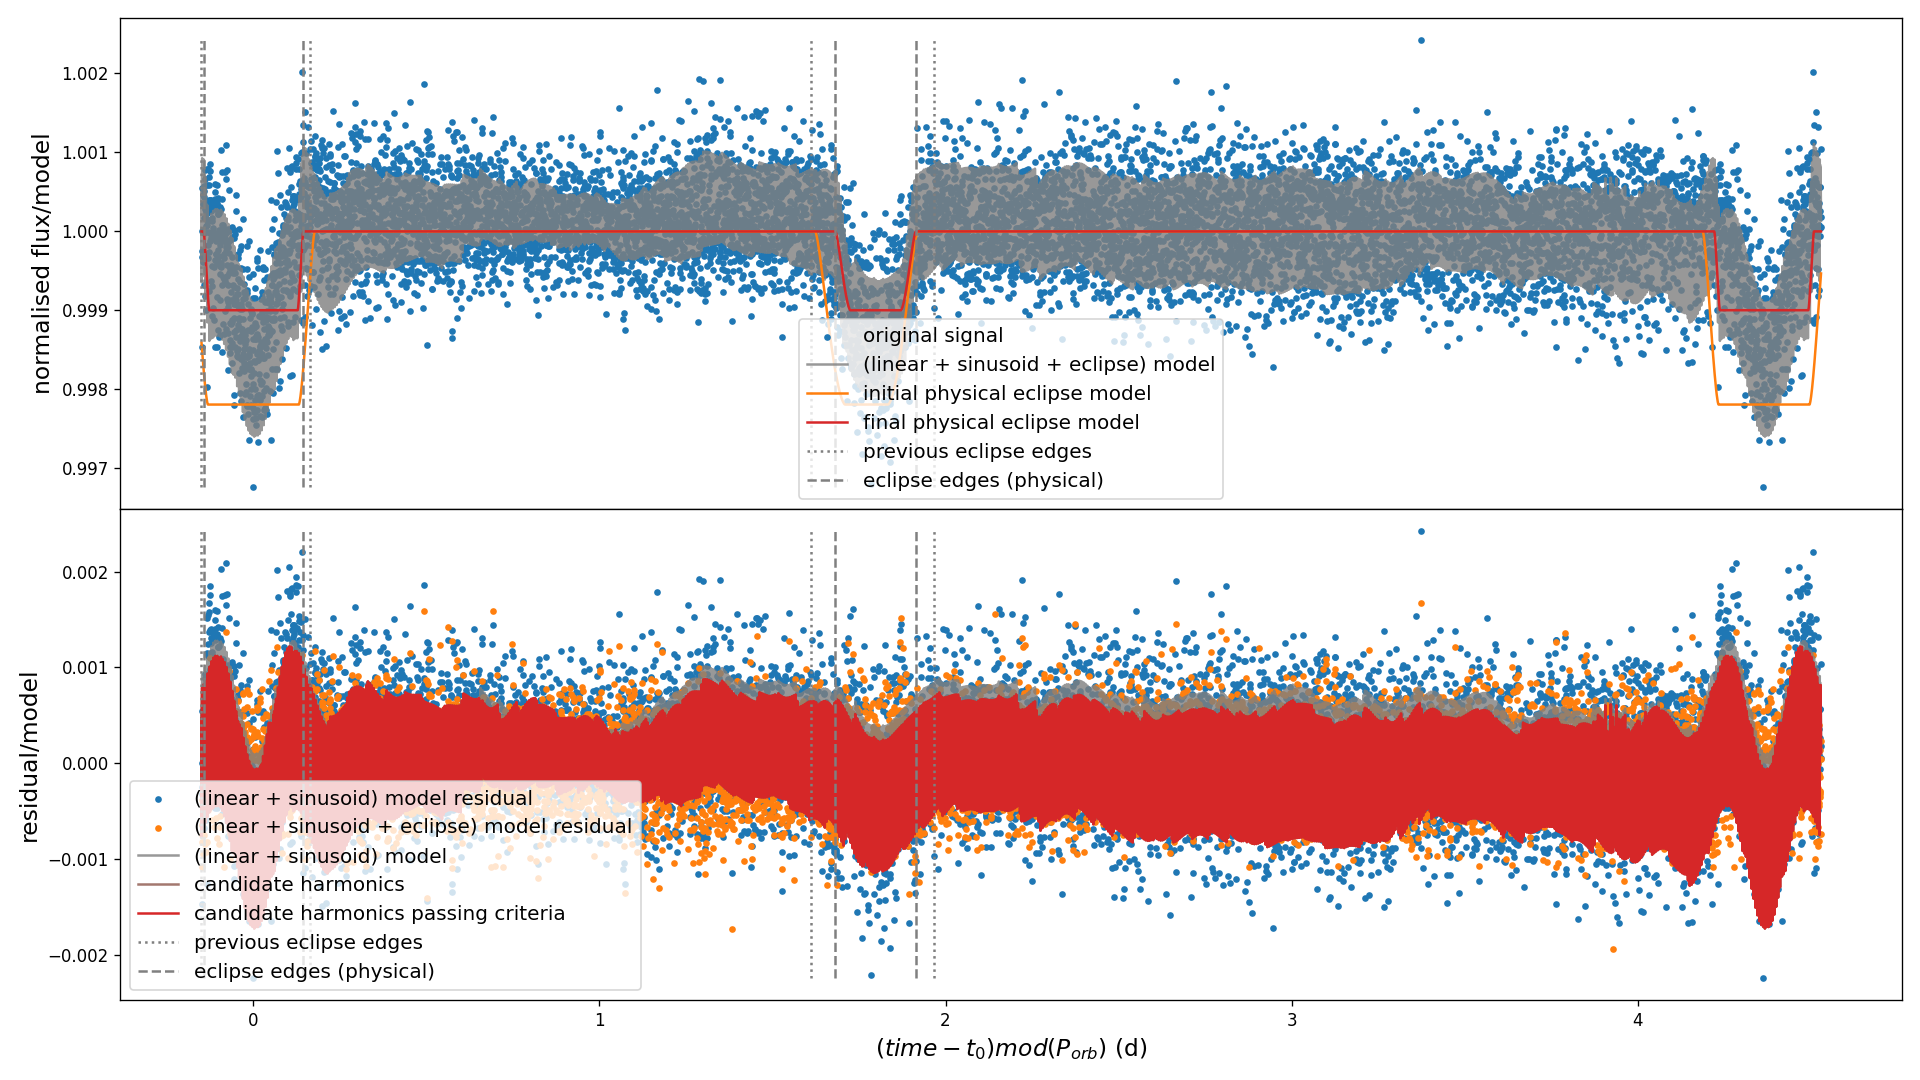 normalised flux/model
1.002
1.001
1.000
0.999
0.998
0.997
original signal
(linear + sinusoid + eclipse) model
initial physical eclipse model
final physical eclipse model
previous eclipse edges
eclipse edges (physical)
residual/model
0.002
0.001
0.000
−0.001
−0.002
(linear + sinusoid) model residual
(linear + sinusoid + eclipse) model residual
(linear + sinusoid) model
candidate harmonics
candidate harmonics passing criteria
previous eclipse edges
eclipse edges (physical)
0 1 2 3 4
(time − t₀)mod(P_orb) (d)